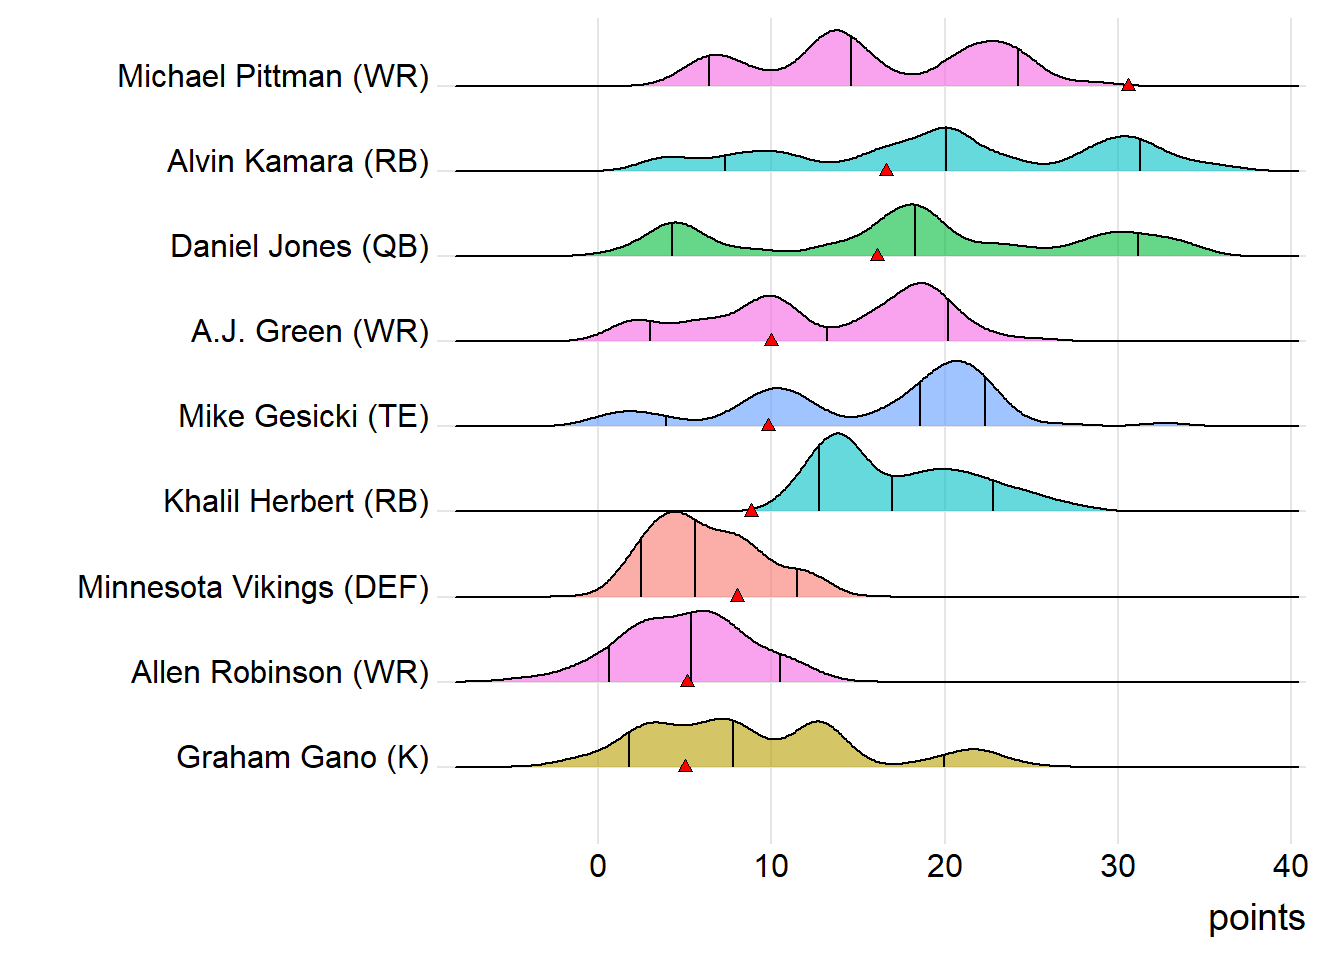 Michael Pittman (WR)
Alvin Kamara (RB)
Daniel Jones (QB)
A.J. Green (WR)
Mike Gesicki (TE)
Khalil Herbert (RB)
Minnesota Vikings (DEF)
Allen Robinson (WR)
Graham Gano (K)
0 10 20 30 40
points